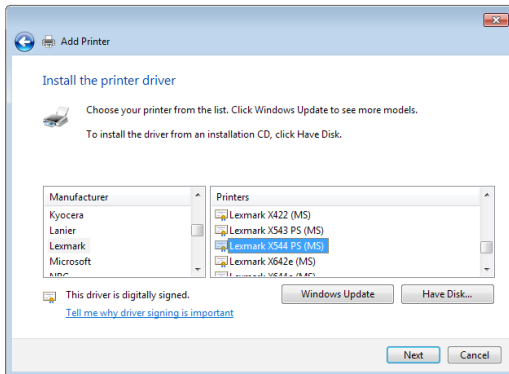 Add Printer
Install the printer driver
Choose your printer from the list. Click Windows Update to see more models.
To install the driver from an installation CD, click Have Disk.
Manufacturer
Kyocera
Lanier
Lexmark
Microsoft
Printers
Lexmark X422 (MS)
Lexmark X543 PS (MS)
Lexmark X544 PS (MS)
Lexmark X642e (MS)
This driver is digitally signed.
Tell me why driver signing is important
Windows Update
Have Disk...
Next
Cancel